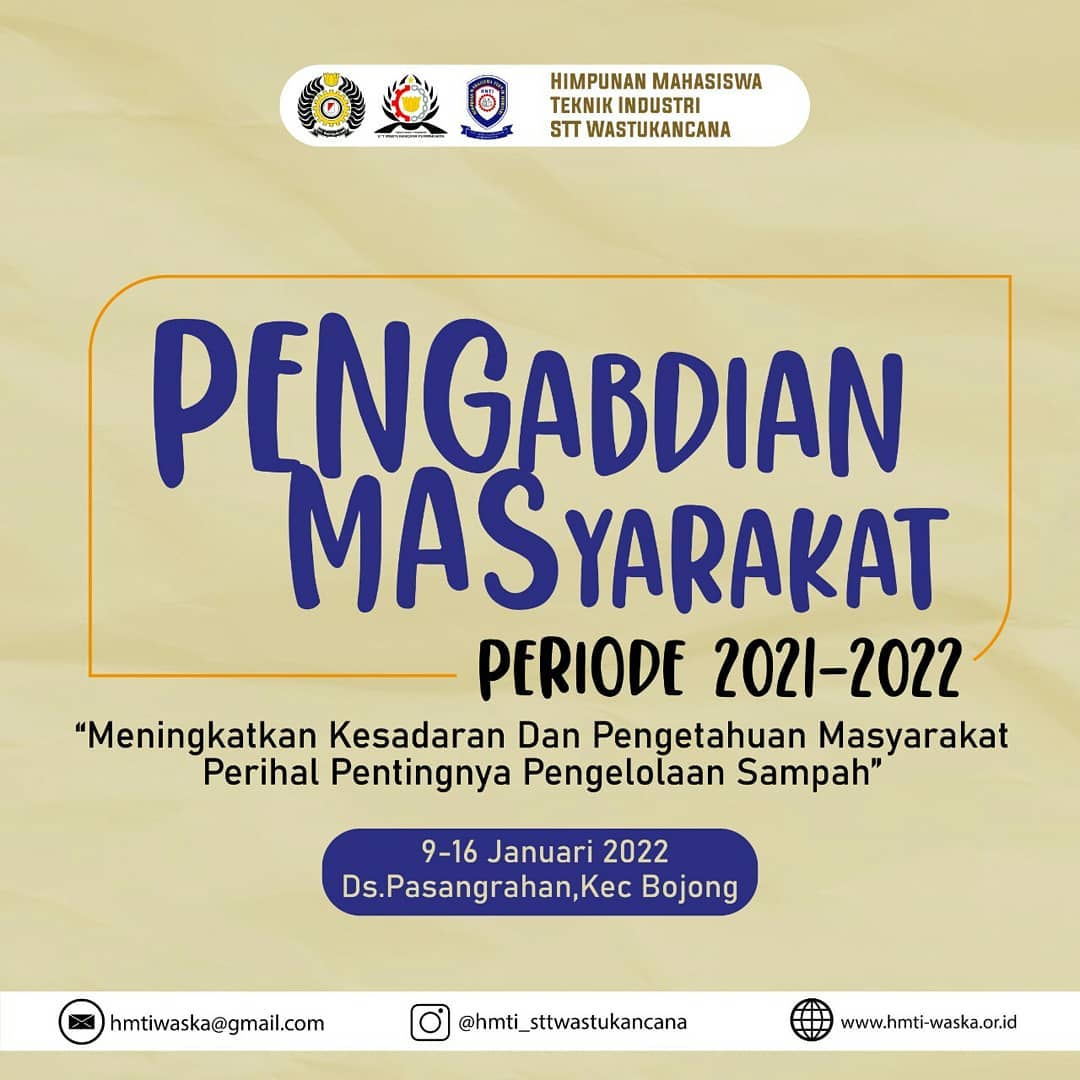 HIMPUNAN MAHASISWA
TEKNIK INDUSTRI
STT WASTUKANCANA
PENGABDIAN
MASYARAKAT
PERIODE 2021-2022
“Meningkatkan Kesadaran Dan Pengetahuan Masyarakat
Perihal Pentingnya Pengelolaan Sampah”
9-16 Januari 2022
Ds.Pasangrahan,Kec Bojong
hmtiwaska@gmail.com
@hmti_sttwastukancana
www.hmti-waska.or.id